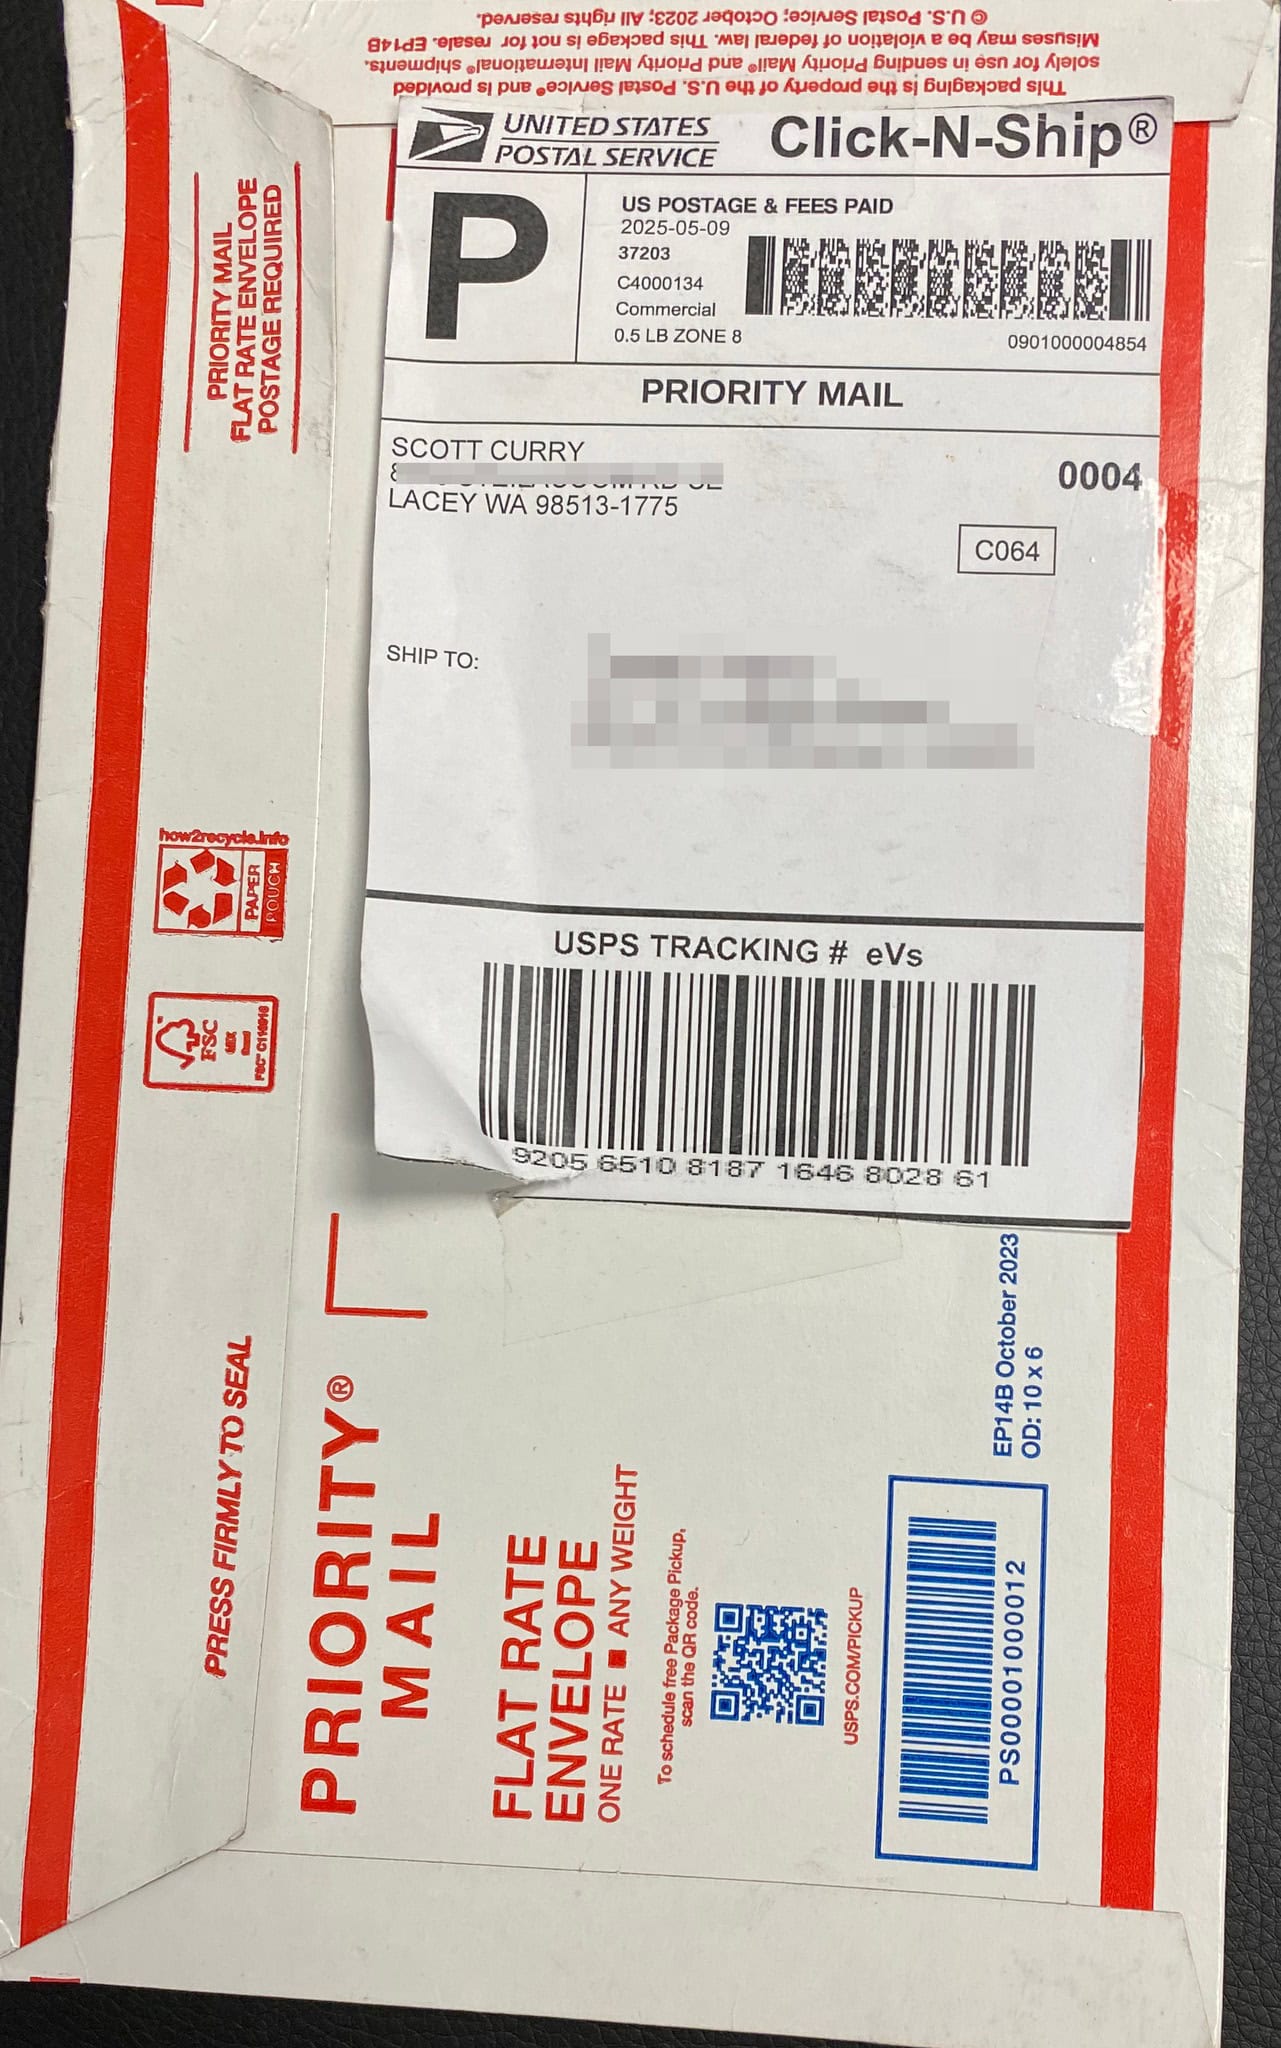 This packaging is the property of the U.S. Postal Service® and is provided
solely for use in sending Priority Mail® and Priority Mail International® shipments.
Misuses may be a violation of federal law. This package is not for resale. EP14B
© U.S. Postal Service; October 2023; All rights reserved.
UNITED STATES
POSTAL SERVICE
Click-N-Ship®
P
US POSTAGE & FEES PAID
2025-05-09
37203
C4000134
Commercial
0.5 LB ZONE 8
0901000004854
PRIORITY MAIL
SCOTT CURRY
LACEY WA 98513-1775
0004
C064
SHIP TO:
USPS TRACKING # eVs
9205 6510 8187 1646 8028 61
PRIORITY MAIL
FLAT RATE ENVELOPE
POSTAGE REQUIRED
how2recycle.info
PAPER
POUCH
FSC
MIX
FSC® C116916
PRESS FIRMLY TO SEAL
PRIORITY®
MAIL
FLAT RATE
ENVELOPE
ONE RATE ■ ANY WEIGHT
To schedule free Package Pickup,
scan the QR code.
USPS.COM/PICKUP
EP14B October 2023
OD: 10 x 6
PS00001000012